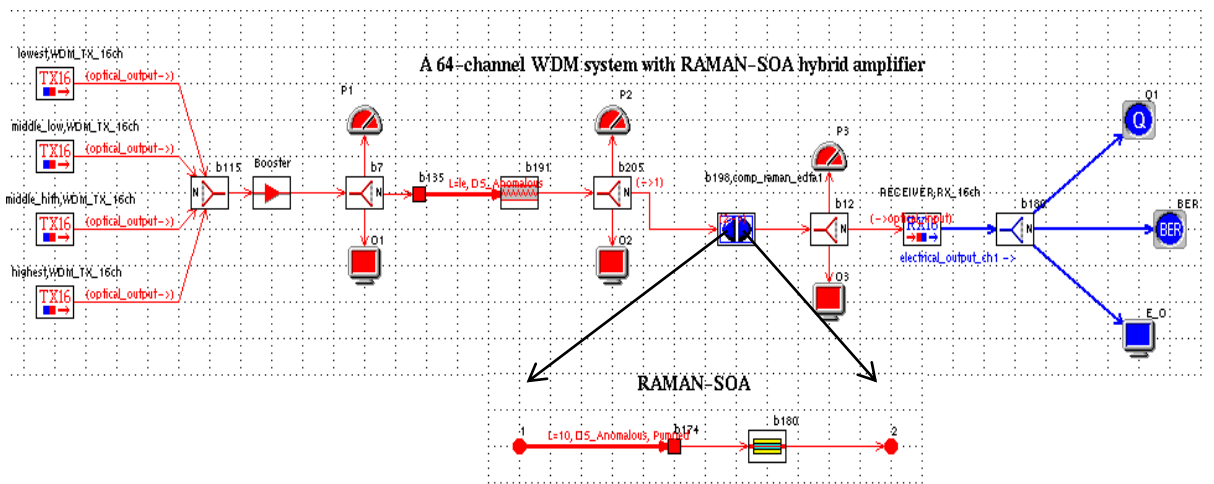 A 64-channel WDM system with RAMAN-SOA hybrid amplifier
lowest,WDM_TX_16ch
TX16
(optical_output->)
middle_low,WDM_TX_16ch
TX16
(optical_output->)
middle_hifh,WDM_TX_16ch
TX16
(optical_output->)
highest,WDM_TX_16ch
TX16
(optical_output->)
b115
N
Booster
P1
b7
N
O1
b135
L=le, DS_Anomalous
b191
P2
b205
N
(->1)
O2
b198,comp_raman_edfa1
P3
b12
N
O3
RECEIVER,RX_16ch
(->optical_input)
RX16
electrical_output_ch1 ->
b189
N
Q1
Q
BER
BER
E_O
RAMAN-SOA
1
L=10, DS_Anomalous, Pumped
b174
b180
2